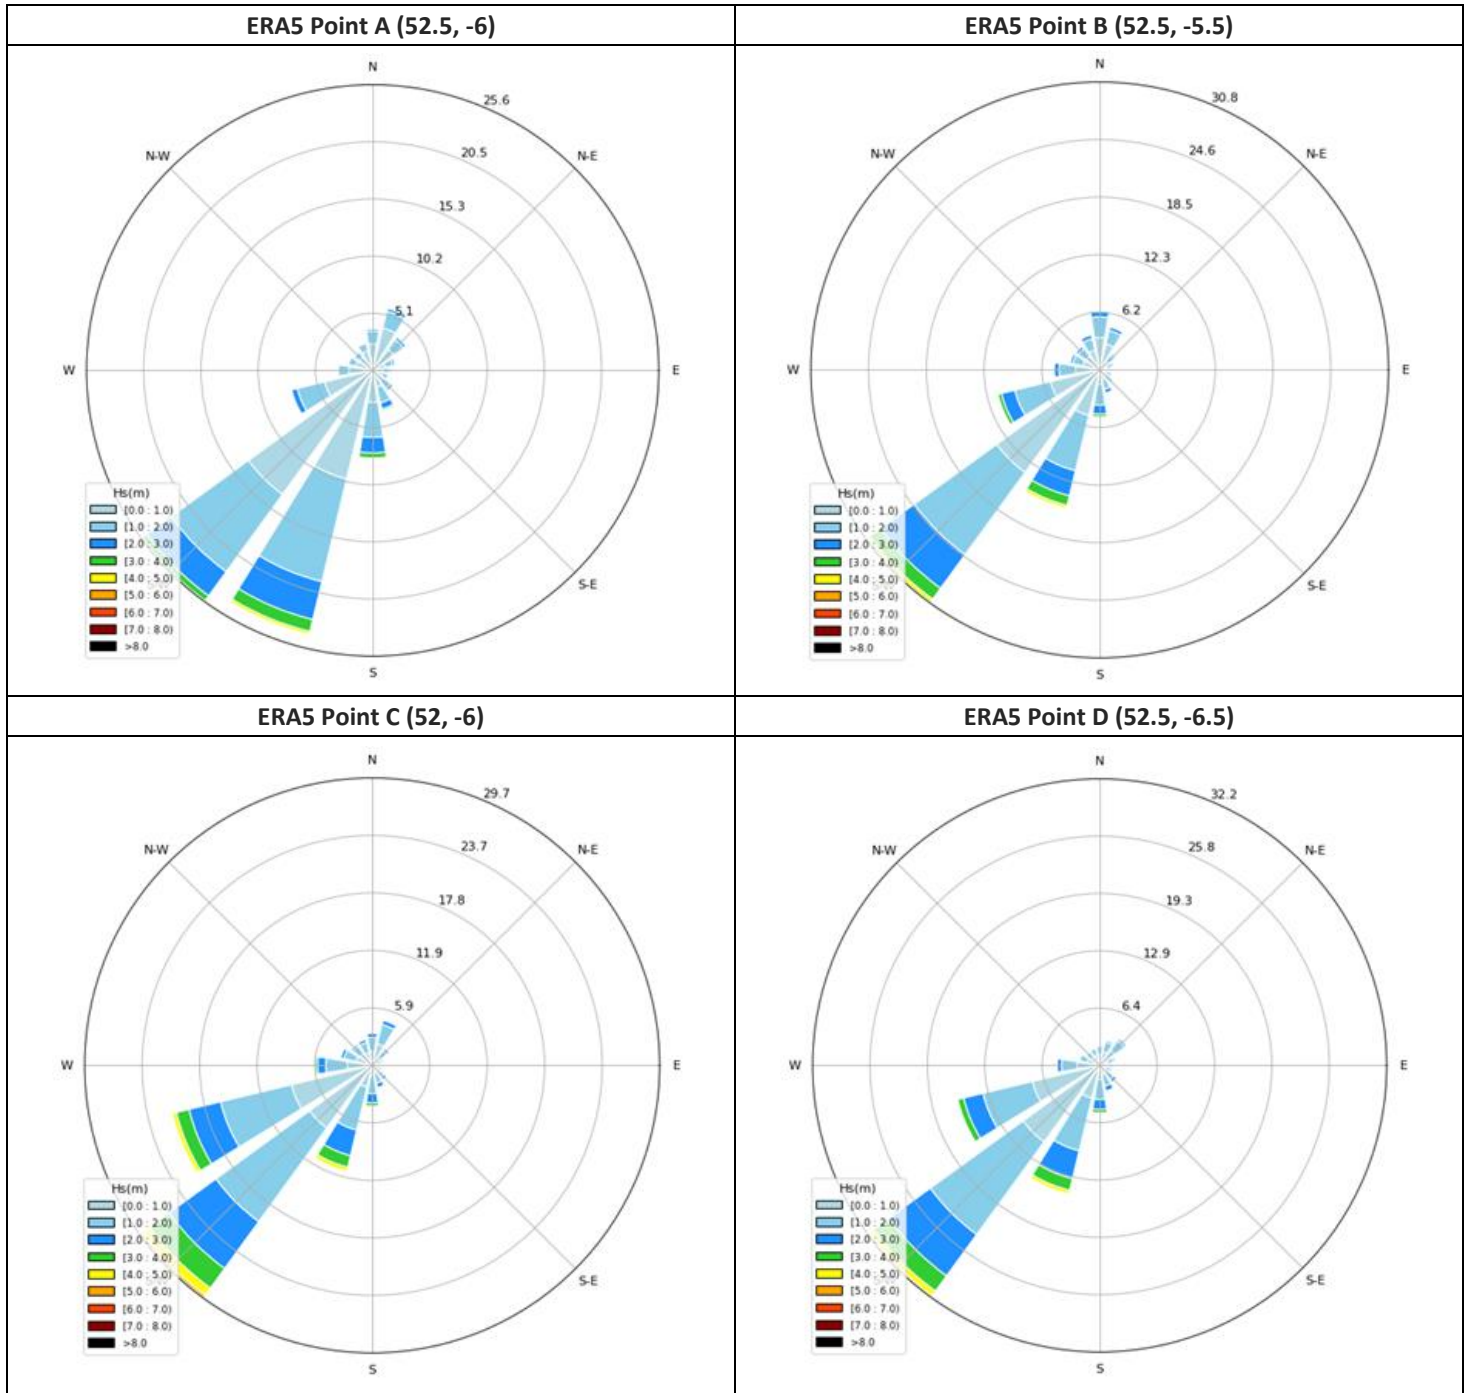 ERA5 Point A (52.5, -6)
ERA5 Point B (52.5, -5.5)
N
25.6
20.5
N-W
N-E
15.3
10.2
5.1
W
E
Hs(m)
[0.0 : 1.0)
[1.0 : 2.0)
[2.0 : 3.0)
[3.0 : 4.0)
[4.0 : 5.0)
[5.0 : 6.0)
[6.0 : 7.0)
[7.0 : 8.0)
>8.0
S-E
S
N
30.8
24.6
N-W
N-E
18.5
12.3
6.2
W
E
Hs(m)
[0.0 : 1.0)
[1.0 : 2.0)
[2.0 : 3.0)
[3.0 : 4.0)
[4.0 : 5.0)
[5.0 : 6.0)
[6.0 : 7.0)
[7.0 : 8.0)
>8.0
S-E
S
ERA5 Point C (52, -6)
ERA5 Point D (52.5, -6.5)
N
29.7
23.7
N-W
N-E
17.8
11.9
5.9
W
E
Hs(m)
[0.0 : 1.0)
[1.0 : 2.0)
[2.0 : 3.0)
[3.0 : 4.0)
[4.0 : 5.0)
[5.0 : 6.0)
[6.0 : 7.0)
[7.0 : 8.0)
>8.0
S-E
S
N
32.2
25.8
N-W
N-E
19.3
12.9
6.4
W
E
Hs(m)
[0.0 : 1.0)
[1.0 : 2.0)
[2.0 : 3.0)
[3.0 : 4.0)
[4.0 : 5.0)
[5.0 : 6.0)
[6.0 : 7.0)
[7.0 : 8.0)
>8.0
S-E
S